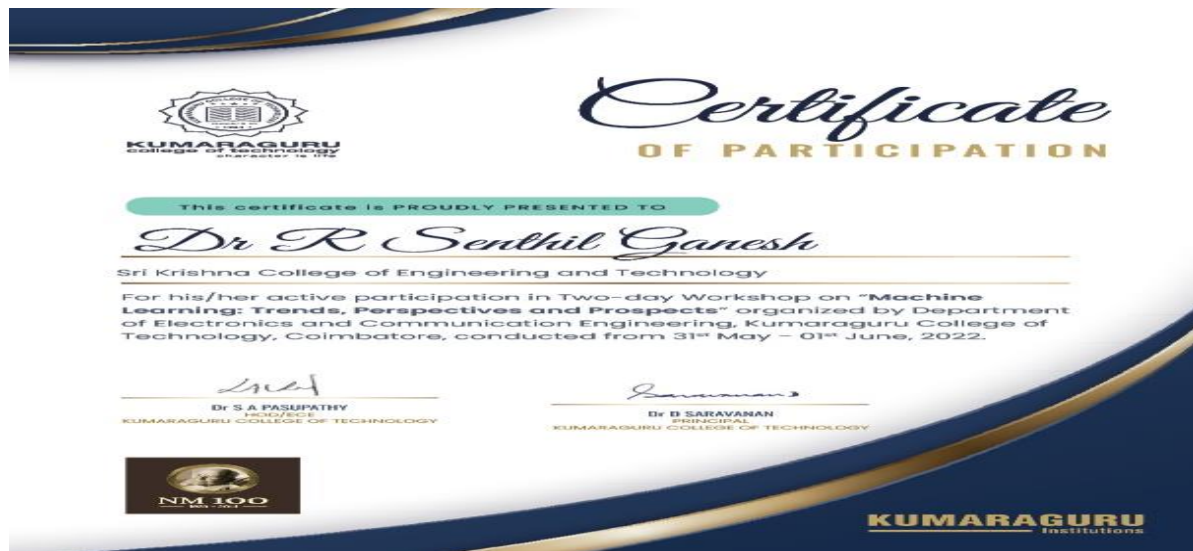 KUMARAGURU
college of technology
character is life
Certificate
OF PARTICIPATION
This certificate is PROUDLY PRESENTED TO
Dr R Senthil Ganesh
Sri Krishna College of Engineering and Technology
For his/her active participation in Two-day Workshop on “Machine
Learning: Trends, Perspectives and Prospects” organized by Department
of Electronics and Communication Engineering, Kumaraguru College of
Technology, Coimbatore, conducted from 31st May – 01st June, 2022.
Dr S A PASUPATHY
HOD/ECE
KUMARAGURU COLLEGE OF TECHNOLOGY
Saravanan
Dr D SARAVANAN
PRINCIPAL
KUMARAGURU COLLEGE OF TECHNOLOGY
NM 100
KUMARAGURU
Institutions